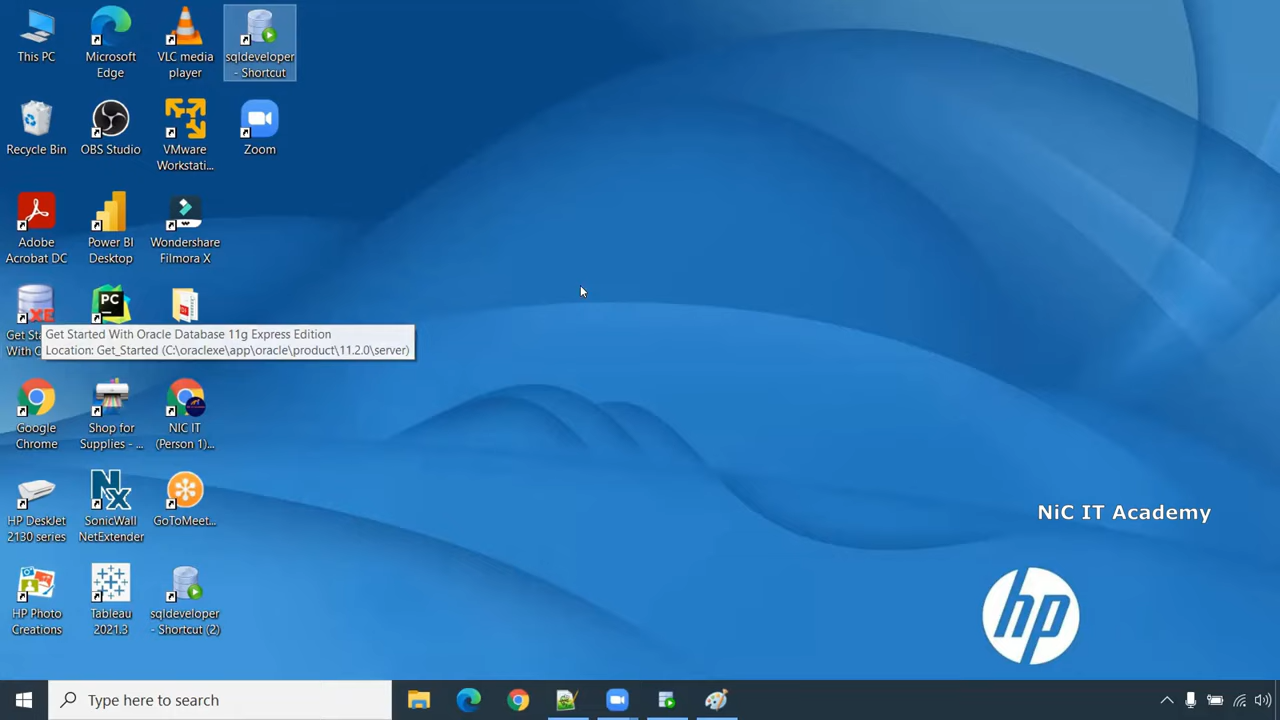 This PC
Microsoft
Edge
VLC media
player
sqldeveloper
- Shortcut
Recycle Bin
OBS Studio
VMware
Workstati...
Zoom
Adobe
Acrobat DC
Power BI
Desktop
Wondershare
Filmora X
XE
PC
Get Sta
With O
Get Started With Oracle Database 11g Express Edition
Location: Get_Started (C:\oraclexe\app\oracle\product\11.2.0\server)
Google
Chrome
Shop for
Supplies - ...
NIC IT
(Person 1)...
HP DeskJet
2130 series
SonicWall
NetExtender
GoToMeet...
HP Photo
Creations
Tableau
2021.3
sqldeveloper
- Shortcut (2)
NiC IT Academy
hp
Type here to search